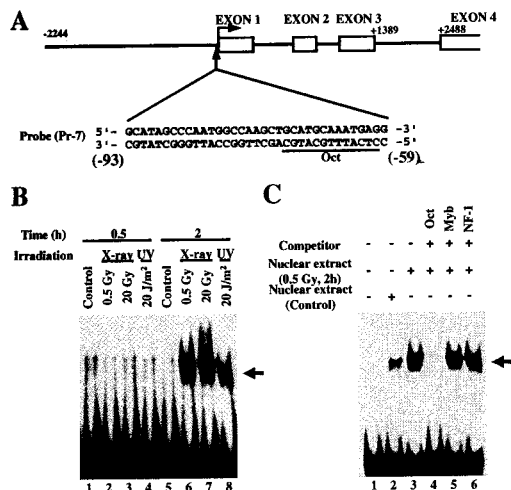 A
EXON 1 EXON 2 EXON 3 EXON 4
-2244 +1389 +2488
Probe (Pr-7)
5'- GCATAGCCCAATGGCCAAGCTGCATGCAAATGAGG -3'
3'- CGTATCGGGTTACCGGTTCGACGTACGTTTACTCC -5'
(-93) Oct (-59)
B
Time (h) 0.5 2
Irradiation X-ray UV X-ray UV
Control 0.5 Gy 20 Gy 20 J/m² Control 0.5 Gy 20 Gy 20 J/m²
1 2 3 4 5 6 7 8
C
Oct Myb NF-1
Competitor - - - + + +
Nuclear extract (0.5 Gy, 2h) - - + + + +
Nuclear extract (Control) - + - - - -
1 2 3 4 5 6